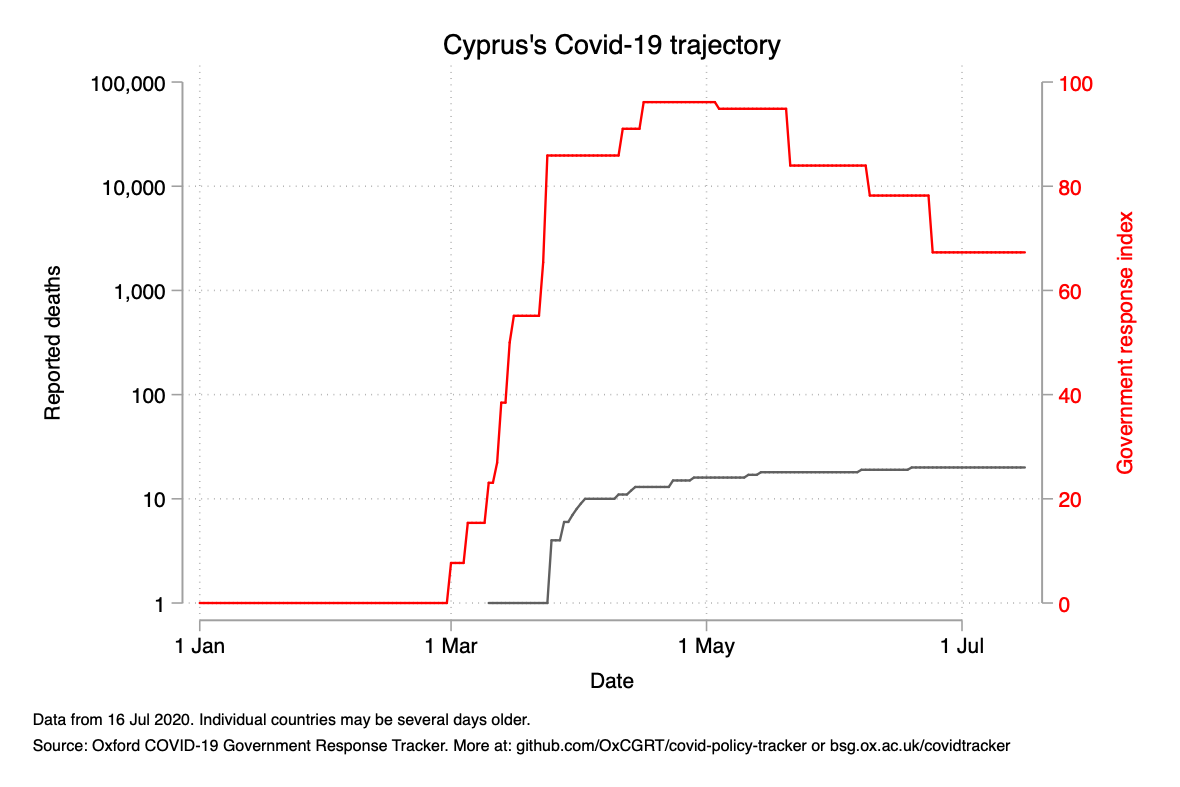 Cyprus's Covid-19 trajectory
100,000
10,000
1,000
100
10
1
Reported deaths
100
80
60
40
20
0
Government response index
1 Jan
1 Mar
1 May
1 Jul
Date
Data from 16 Jul 2020. Individual countries may be several days older.
Source: Oxford COVID-19 Government Response Tracker. More at: github.com/OxCGRT/covid-policy-tracker or bsg.ox.ac.uk/covidtracker